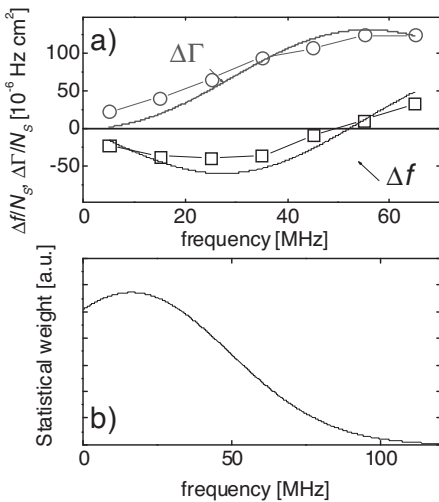 a)
ΔΓ
Δf
Δf/N_S, ΔΓ/N_S [10^-6 Hz cm^2]
100
50
0
-50
0 20 40 60
frequency [MHz]
b)
Statistical weight [a.u.]
0 50 100
frequency [MHz]